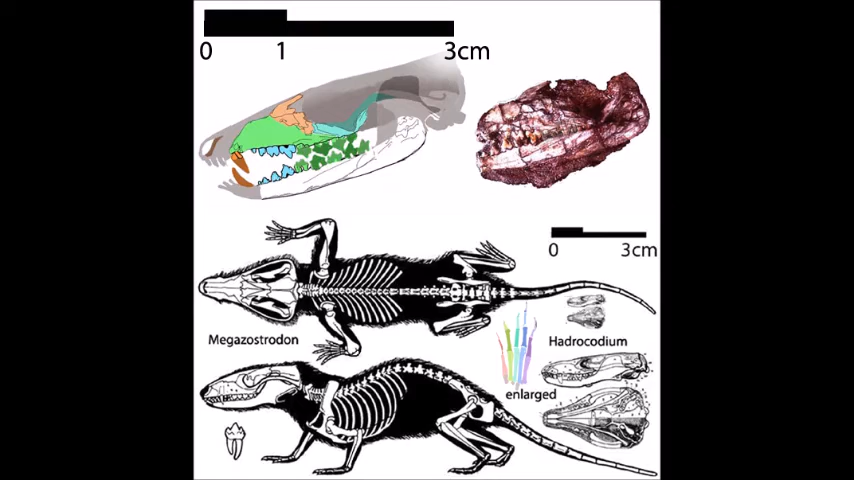 0 1 3cm
0 3cm
Megazostrodon
Hadrocodium
enlarged